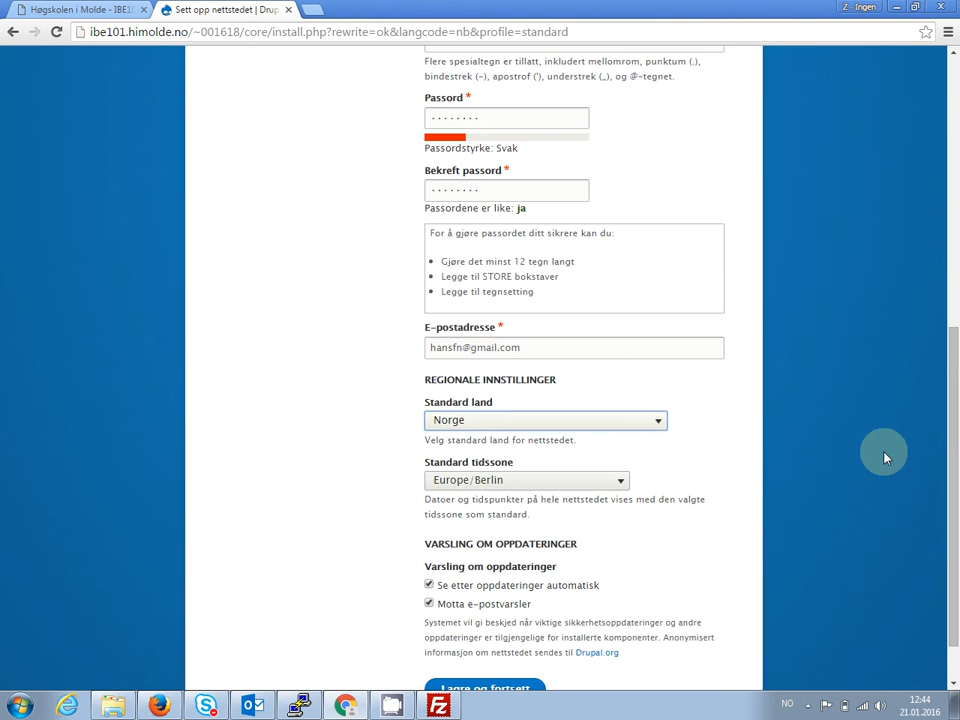 Høgskolen i Molde - IBE10
Sett opp nettstedet | Drup
Z - Ingen
ibe101.himolde.no/~001618/core/install.php?rewrite=ok&langcode=nb&profile=standard
Flere spesialtegn er tillatt, inkludert mellomrom, punktum (.),
bindestrek (-), apostrof ('), understrek (_), og @-tegnet.
Passord *
Passordstyrke: Svak
Bekreft passord *
Passordene er like: ja
For å gjøre passordet ditt sikrere kan du:
Gjøre det minst 12 tegn langt
Legge til STORE bokstaver
Legge til tegnsetting
E-postadresse *
hansfn@gmail.com
REGIONALE INNSTILLINGER
Standard land
Norge
Velg standard land for nettstedet.
Standard tidssone
Europe/Berlin
Datoer og tidspunkter på hele nettstedet vises med den valgte
tidssone som standard.
VARSLING OM OPPDATERINGER
Varsling om oppdateringer
Se etter oppdateringer automatisk
Motta e-postvarsler
Systemet vil gi beskjed når viktige sikkerhetsoppdateringer og andre
oppdateringer er tilgjengelige for installerte komponenter. Anonymisert
informasjon om nettstedet sendes til Drupal.org
Lagre og fortsett
NO
12:44
21.01.2016